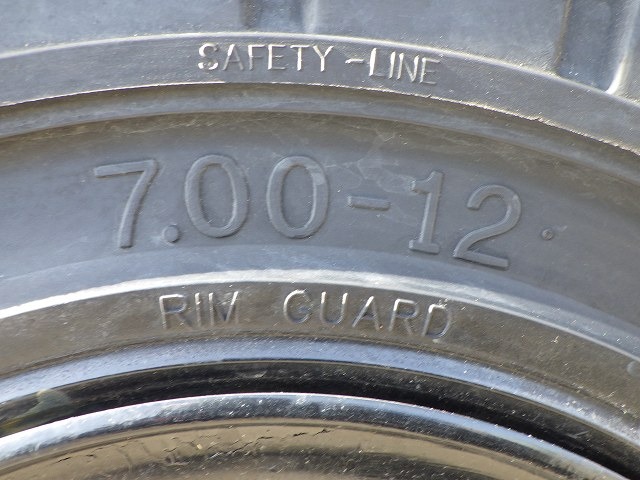 SAFETY-LINE
7.00-12
RIM GUARD